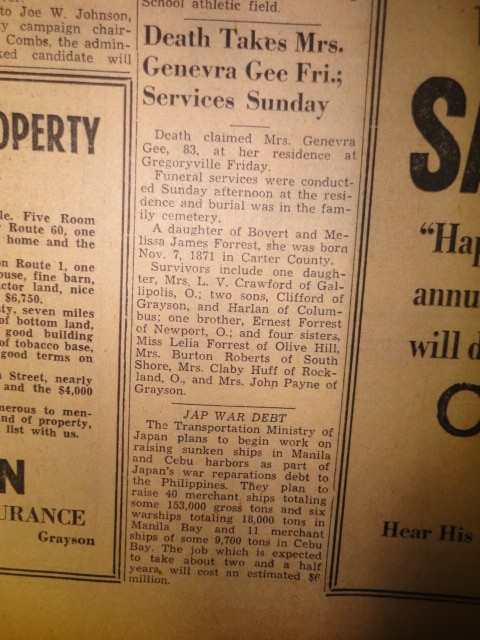 to Joe W. Johnson,
campaign chair-
Combs, the admin-
candidate will
OPERTY
Five Room
Route 60, one
home and the
on Route 1, one
house, fine barn,
tractor land, nice
$6,750.
seven miles
of bottom land,
good building
of tobacco base,
good terms on
Street, nearly
and the $4,000
to men-
of property,
list with us.
N
URANCE
Grayson
School athletic field.
Death Takes Mrs.
Genevra Gee Fri.;
Services Sunday
Death claimed Mrs. Genevra
Gee, 83, at her residence at
Gregoryville Friday.
Funeral services were conduct-
ed Sunday afternoon at the resi-
dence and burial was in the fam-
ily cemetery.
A daughter of Bovert and Me-
lissa James Forrest, she was born
Nov. 7, 1871 in Carter County.
Survivors include one daugh-
ter, Mrs. L. V. Crawford of Gal-
lipolis, O.; two sons, Clifford of
Grayson, and Harlan of Colum-
bus; one brother, Ernest Forrest
of Newport, O.; and four sisters,
Miss Lelia Forrest of Olive Hill,
Mrs. Burton Roberts of South
Shore, Mrs. Claby Huff of Rock-
land, O., and Mrs. John Payne of
Grayson.
JAP WAR DEBT
The Transportation Ministry of
Japan plans to begin work on
raising sunken ships in Manila
and Cebu harbors as part of
Japan's war reparations debt to
the Philippines. They plan to
raise 40 merchant ships totaling
some 153,000 gross tons and six
warships totaling 18,000 tons in
Manila Bay and 11 merchant
ships of some 9,700 tons in Cebu
Bay. The job which is expected
to take about two and a half
years, will cost an estimated $6
million.
SA
"Hap
annu
will d
Hear His